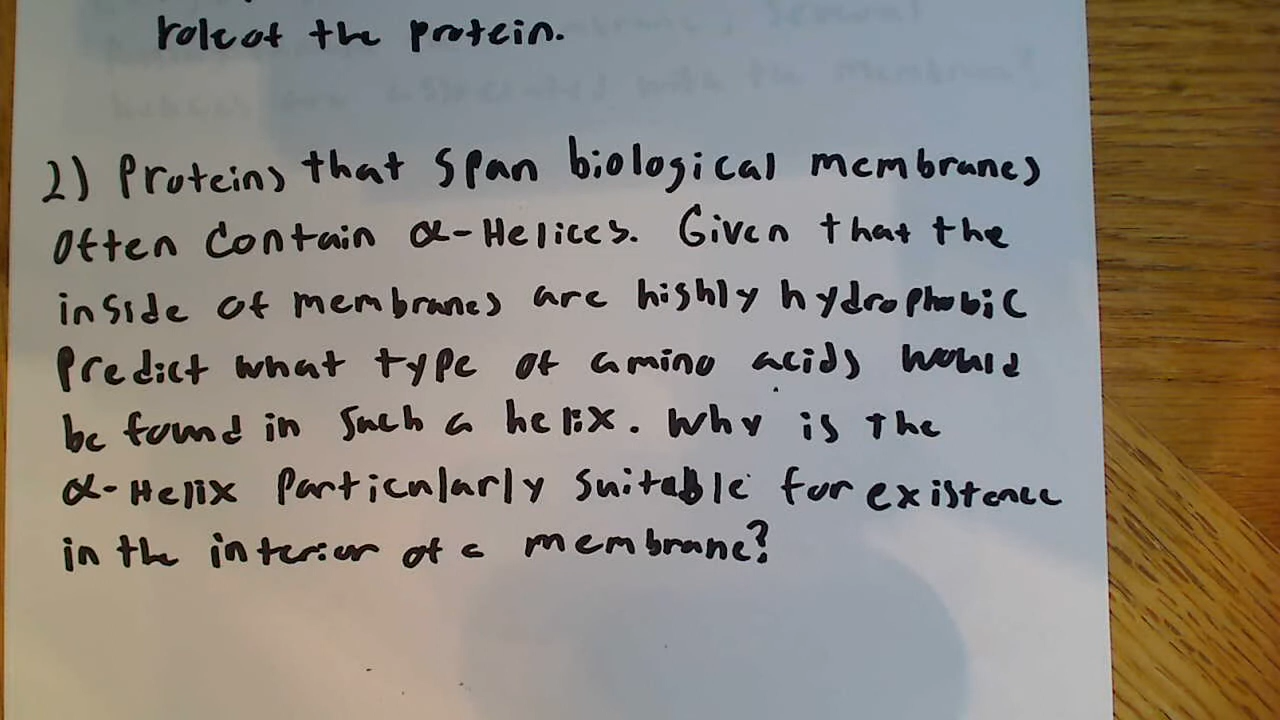 role of the protein.
2) Proteins that span biological membranes
Often contain α-Helices. Given that the
inside of membranes are highly hydrophobic
Predict what type of amino acids would
be found in such a helix. Why is the
α-Helix Particularly suitable for existence
in the interior of a membrane?